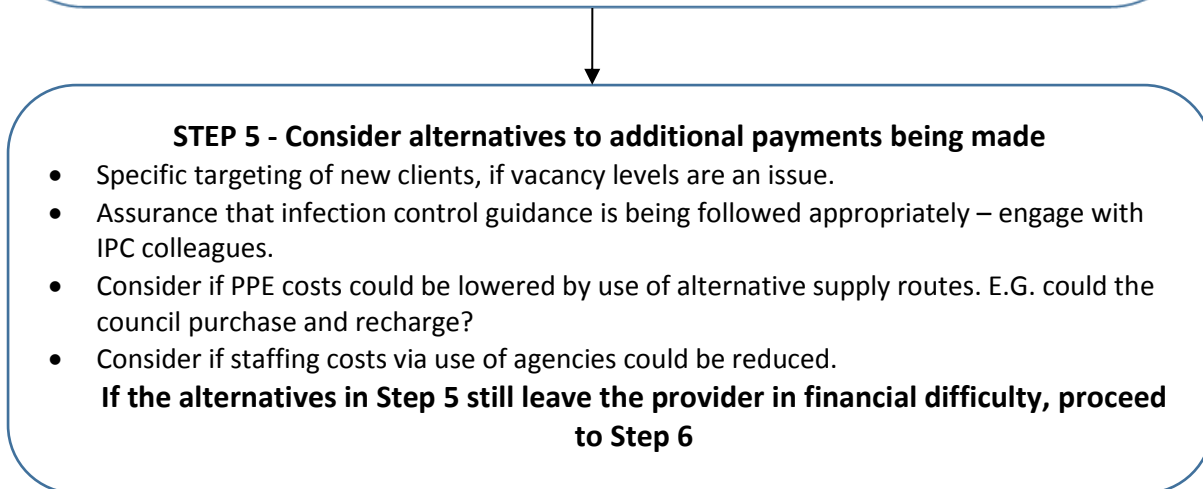 STEP 5 - Consider alternatives to additional payments being made
• Specific targeting of new clients, if vacancy levels are an issue.
• Assurance that infection control guidance is being followed appropriately – engage with
IPC colleagues.
• Consider if PPE costs could be lowered by use of alternative supply routes. E.G. could the
council purchase and recharge?
• Consider if staffing costs via use of agencies could be reduced.
If the alternatives in Step 5 still leave the provider in financial difficulty, proceed
to Step 6